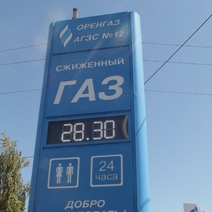 ОРЕНГАЗ
АГЗС №12
СЖИЖЕННЫЙ
ГАЗ
28.30
24
ЧАСА
ДОБРО